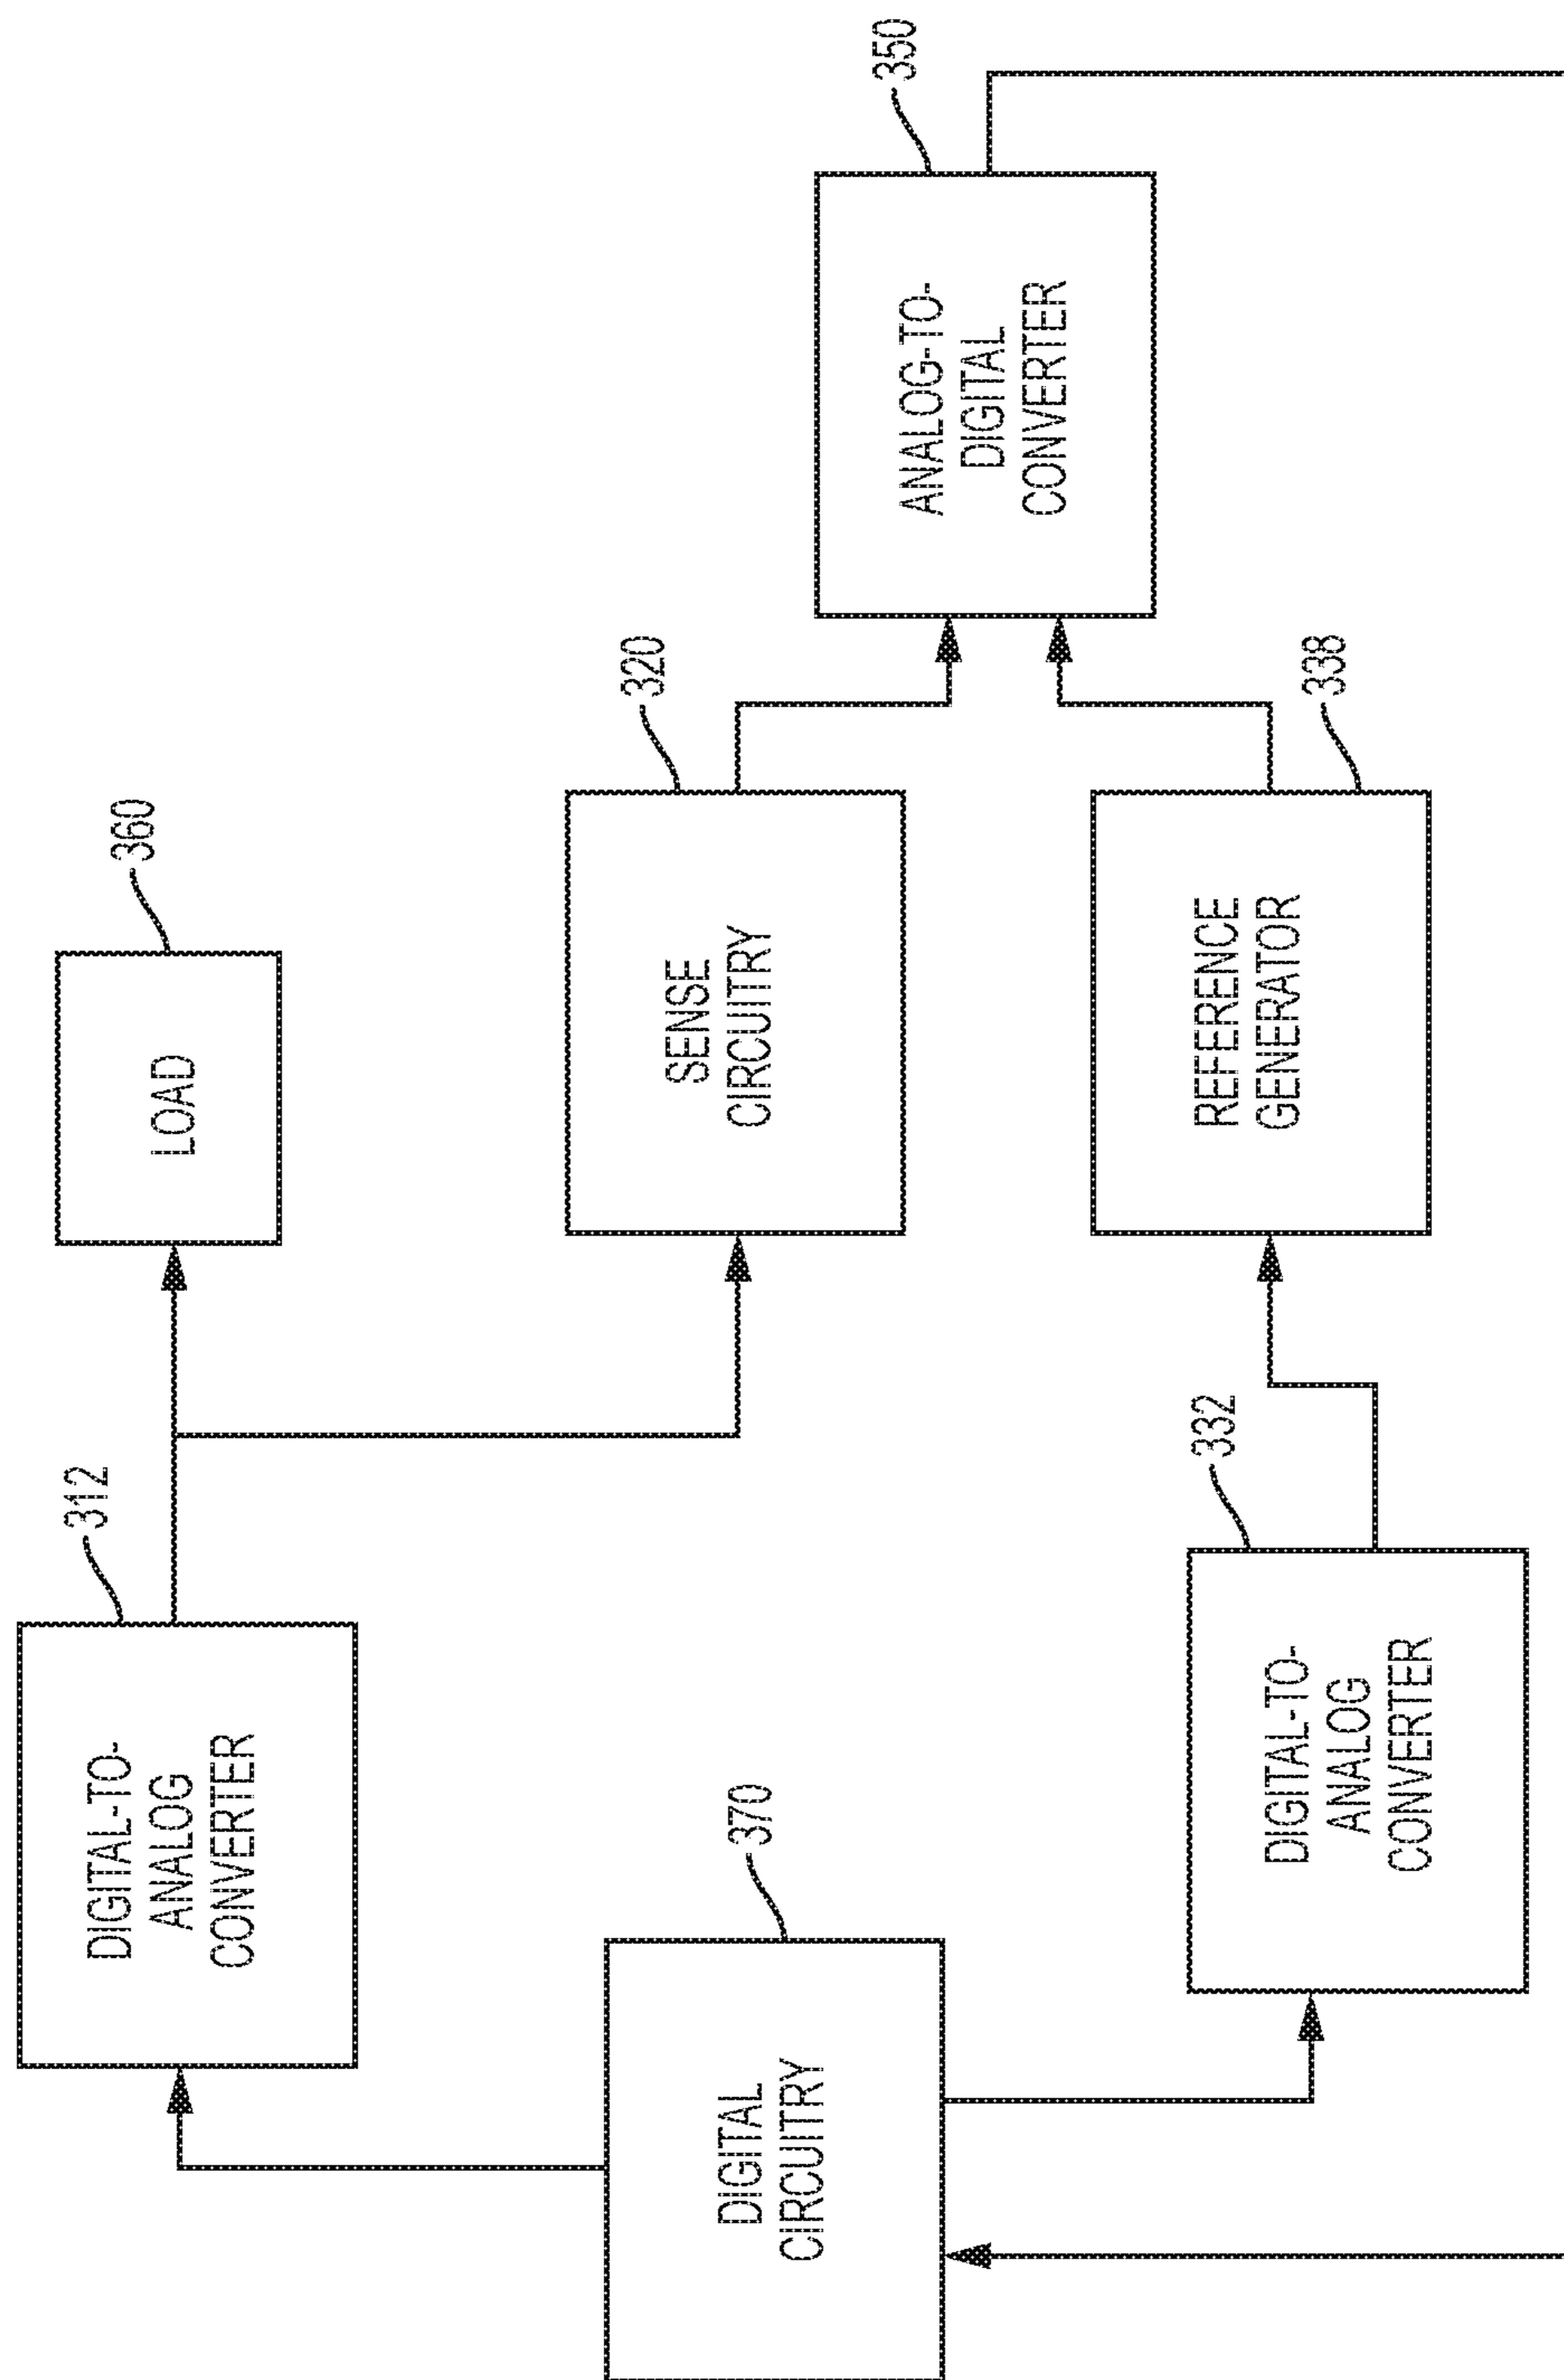 312
DIGITAL-TO-
ANALOG
CONVERTER
360
LOAD
370
DIGITAL
CIRCUITRY
320
SENSE
CIRCUITRY
350
ANALOG-TO-
DIGITAL
CONVERTER
332
DIGITAL-TO-
ANALOG
CONVERTER
338
REFERENCE
GENERATOR